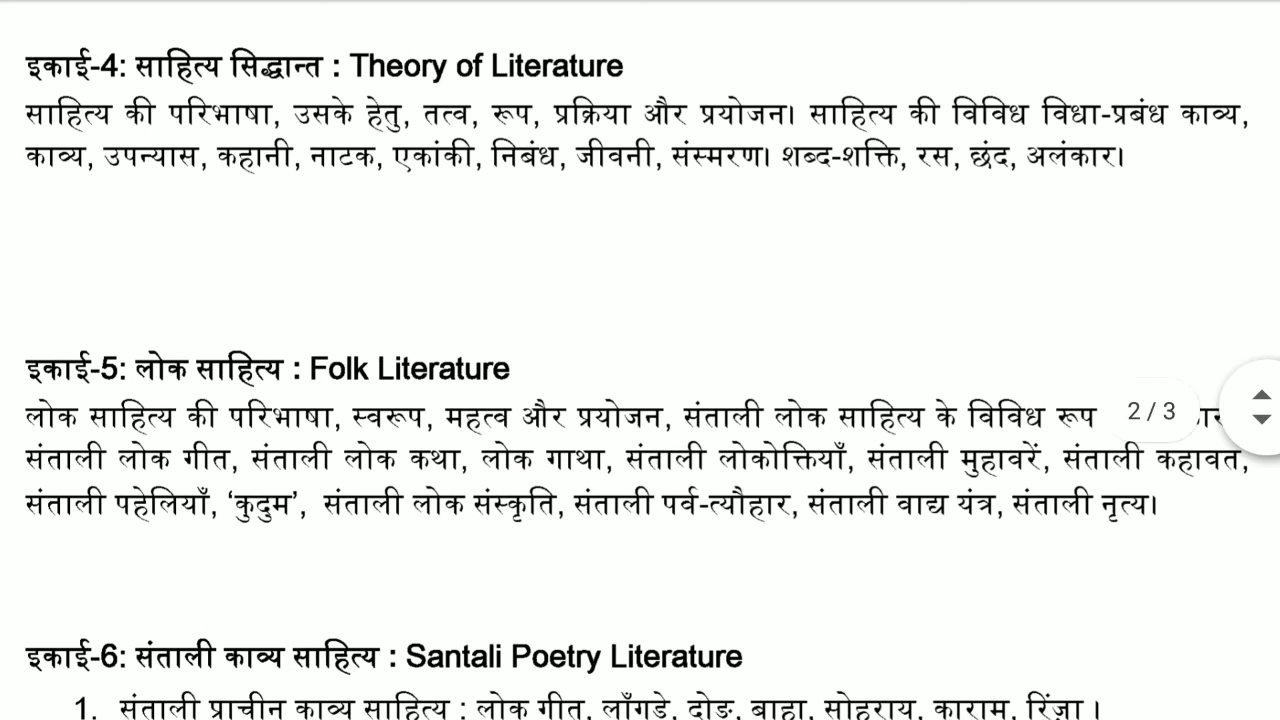 इकाई-4: साहित्य सिद्धान्त : Theory of Literature
साहित्य की परिभाषा, उसके हेतु, तत्व, रूप, प्रक्रिया और प्रयोजन। साहित्य की विविध विधा-प्रबंध काव्य,
काव्य, उपन्यास, कहानी, नाटक, एकांकी, निबंध, जीवनी, संस्मरण। शब्द-शक्ति, रस, छंद, अलंकार।
इकाई-5: लोक साहित्य : Folk Literature
लोक साहित्य की परिभाषा, स्वरूप, महत्व और प्रयोजन, संताली लोक साहित्य के विविध रूप 2 / 3
संताली लोक गीत, संताली लोक कथा, लोक गाथा, संताली लोकोक्तियाँ, संताली मुहावरें, संताली कहावत,
संताली पहेलियाँ, ‘कुदुम’, संताली लोक संस्कृति, संताली पर्व-त्यौहार, संताली वाद्य यंत्र, संताली नृत्य।
इकाई-6: संताली काव्य साहित्य : Santali Poetry Literature
1. संताली प्राचीन काव्य साहित्य : लोक गीत, लाँगडे, दोङ, बाहा, सोहराय, काराम, रिंजा ।